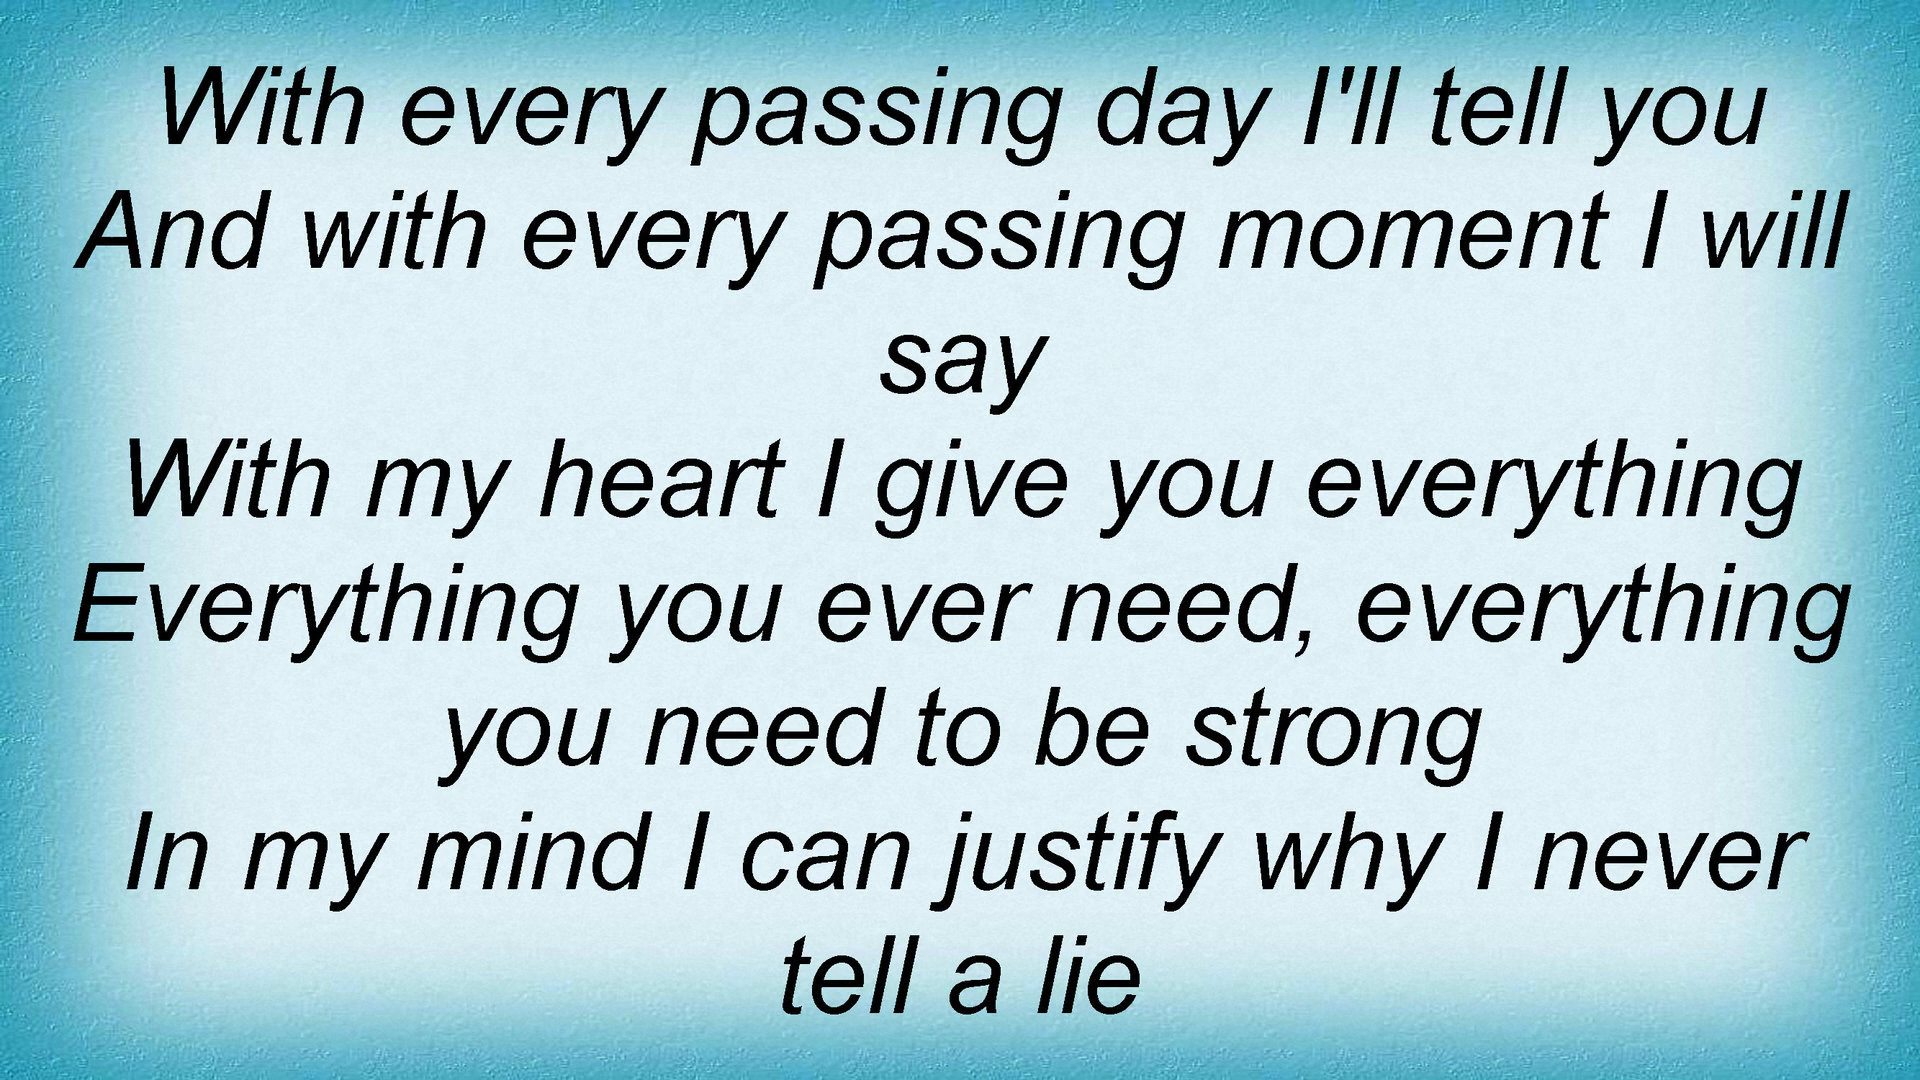 With every passing day I'll tell you
And with every passing moment I will
say
With my heart I give you everything
Everything you ever need, everything
you need to be strong
In my mind I can justify why I never
tell a lie